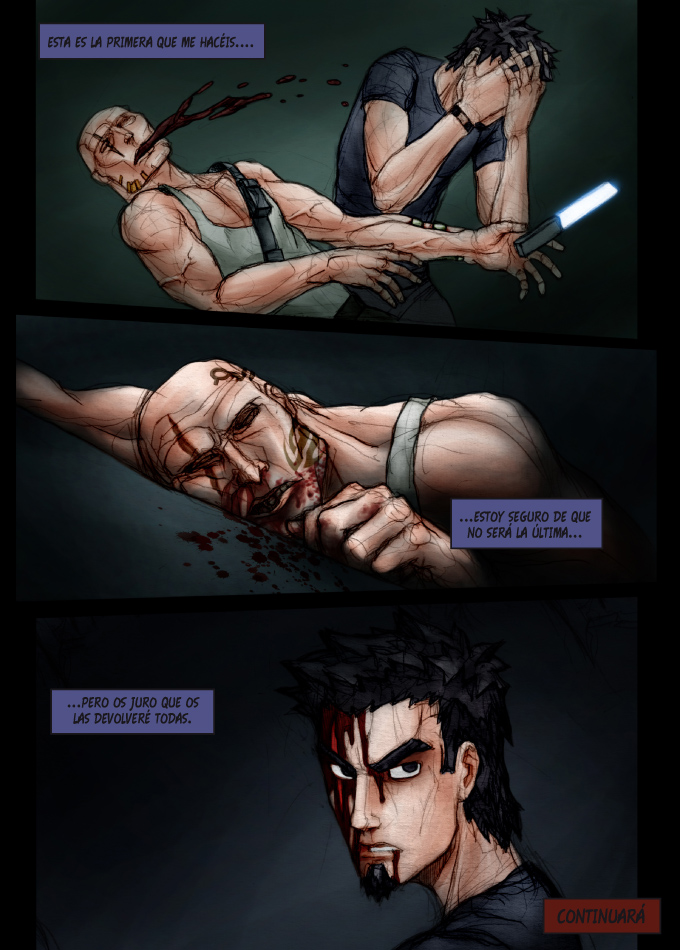 ESTA ES LA PRIMERA QUE ME HACÉIS....
...ESTOY SEGURO DE QUE
NO SERÁ LA ÚLTIMA...
...PERO OS JURO QUE OS
LAS DEVOLVERÉ TODAS.
CONTINUARÁ